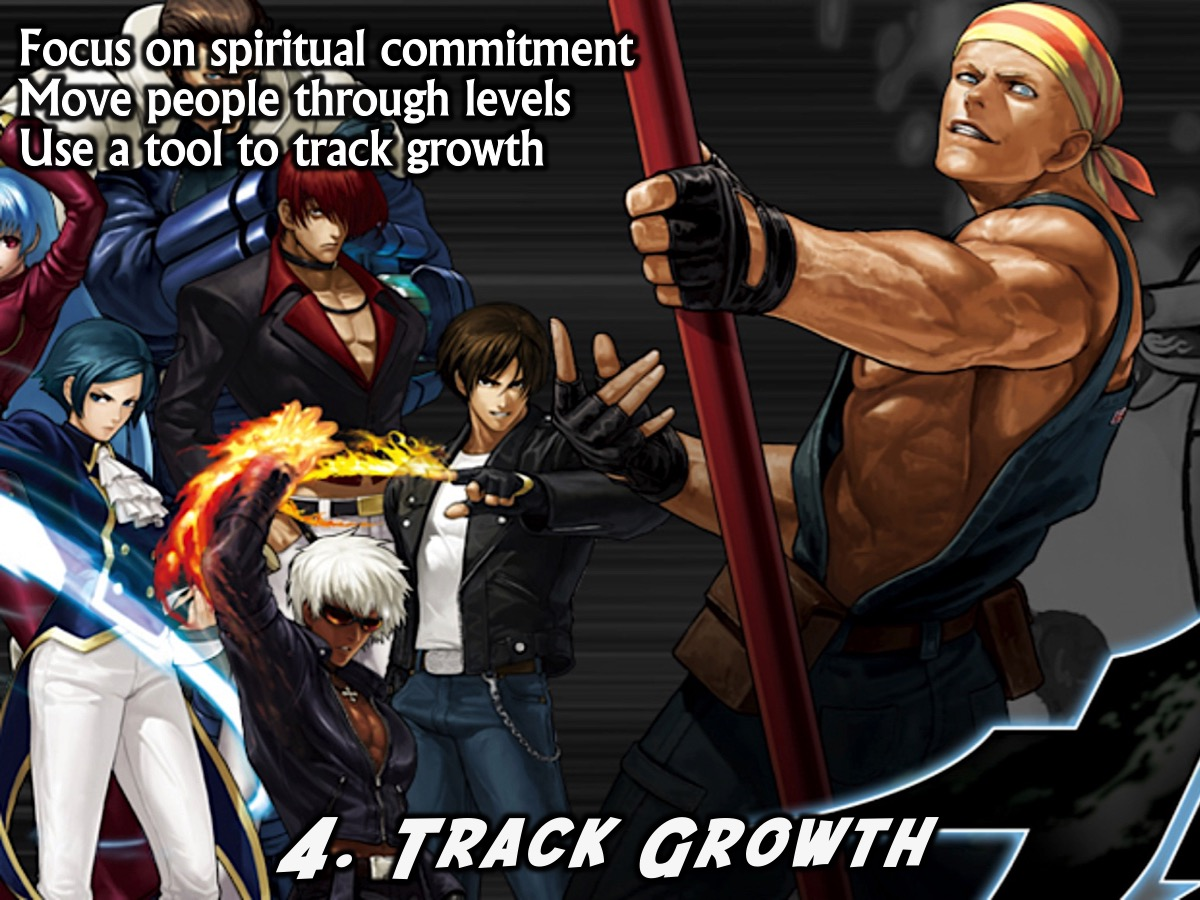 Focus on spiritual commitment
Move people through levels
Use a tool to track growth
4. Track Growth